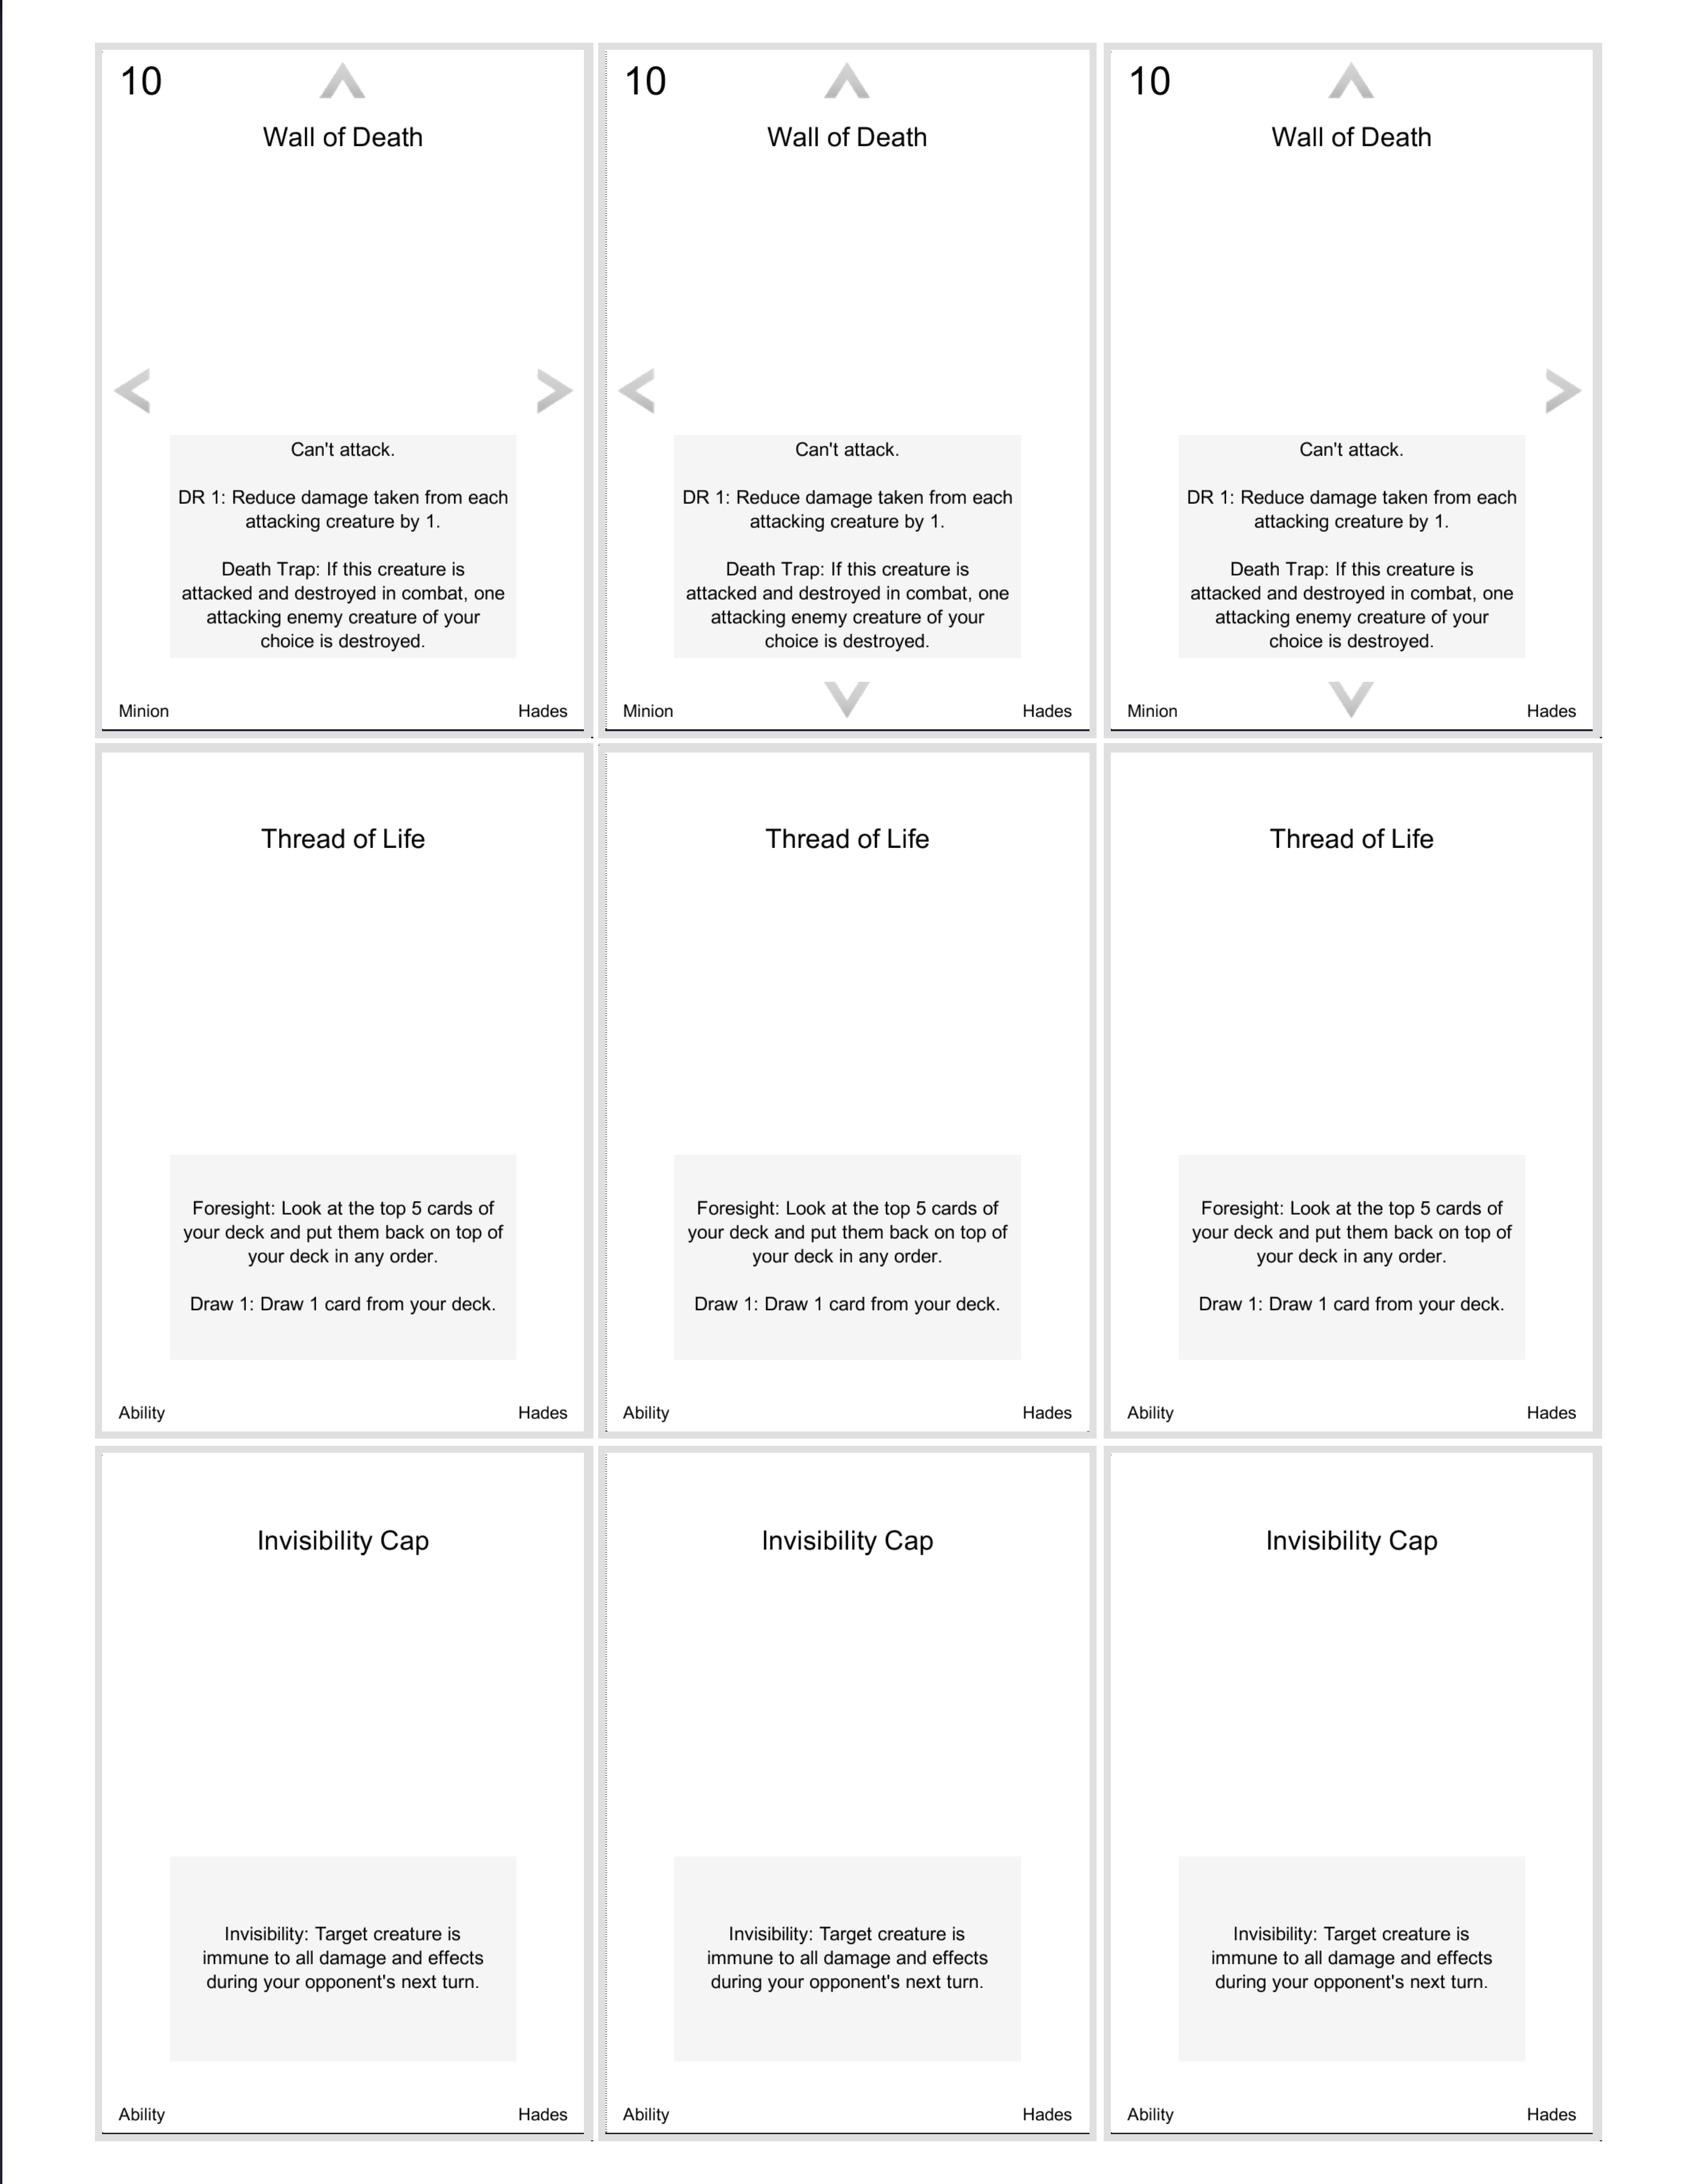 10
Wall of Death
Can't attack.
DR 1: Reduce damage taken from each
attacking creature by 1.
Death Trap: If this creature is
attacked and destroyed in combat, one
attacking enemy creature of your
choice is destroyed.
Minion
Hades
10
Wall of Death
Can't attack.
DR 1: Reduce damage taken from each
attacking creature by 1.
Death Trap: If this creature is
attacked and destroyed in combat, one
attacking enemy creature of your
choice is destroyed.
Minion
Hades
10
Wall of Death
Can't attack.
DR 1: Reduce damage taken from each
attacking creature by 1.
Death Trap: If this creature is
attacked and destroyed in combat, one
attacking enemy creature of your
choice is destroyed.
Minion
Hades
Thread of Life
Foresight: Look at the top 5 cards of
your deck and put them back on top of
your deck in any order.
Draw 1: Draw 1 card from your deck.
Ability
Hades
Thread of Life
Foresight: Look at the top 5 cards of
your deck and put them back on top of
your deck in any order.
Draw 1: Draw 1 card from your deck.
Ability
Hades
Thread of Life
Foresight: Look at the top 5 cards of
your deck and put them back on top of
your deck in any order.
Draw 1: Draw 1 card from your deck.
Ability
Hades
Invisibility Cap
Invisibility: Target creature is
immune to all damage and effects
during your opponent's next turn.
Ability
Hades
Invisibility Cap
Invisibility: Target creature is
immune to all damage and effects
during your opponent's next turn.
Ability
Hades
Invisibility Cap
Invisibility: Target creature is
immune to all damage and effects
during your opponent's next turn.
Ability
Hades